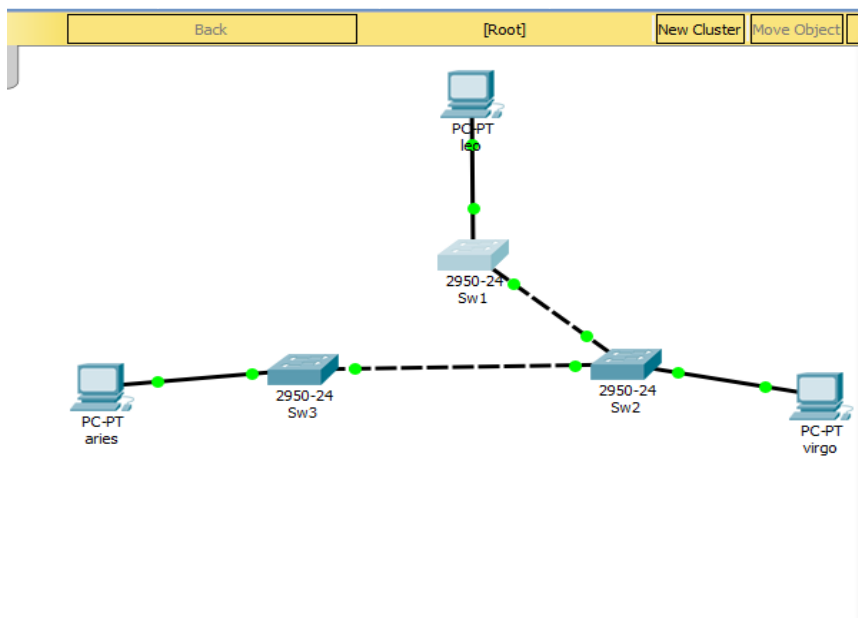 Back
[Root]
New Cluster
Move Object
PC-PT
leo
2950-24
Sw1
2950-24
Sw3
2950-24
Sw2
PC-PT
aries
PC-PT
virgo